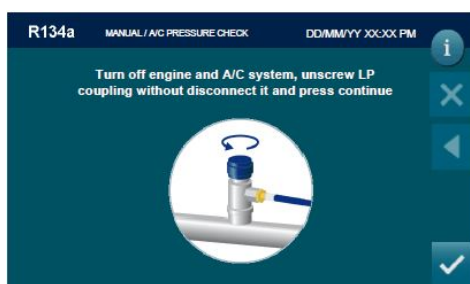 R134a MANUAL / A/C PRESSURE CHECK DD/MM/YY XX:XX PM
i
Turn off engine and A/C system, unscrew LP
coupling without disconnect it and press continue